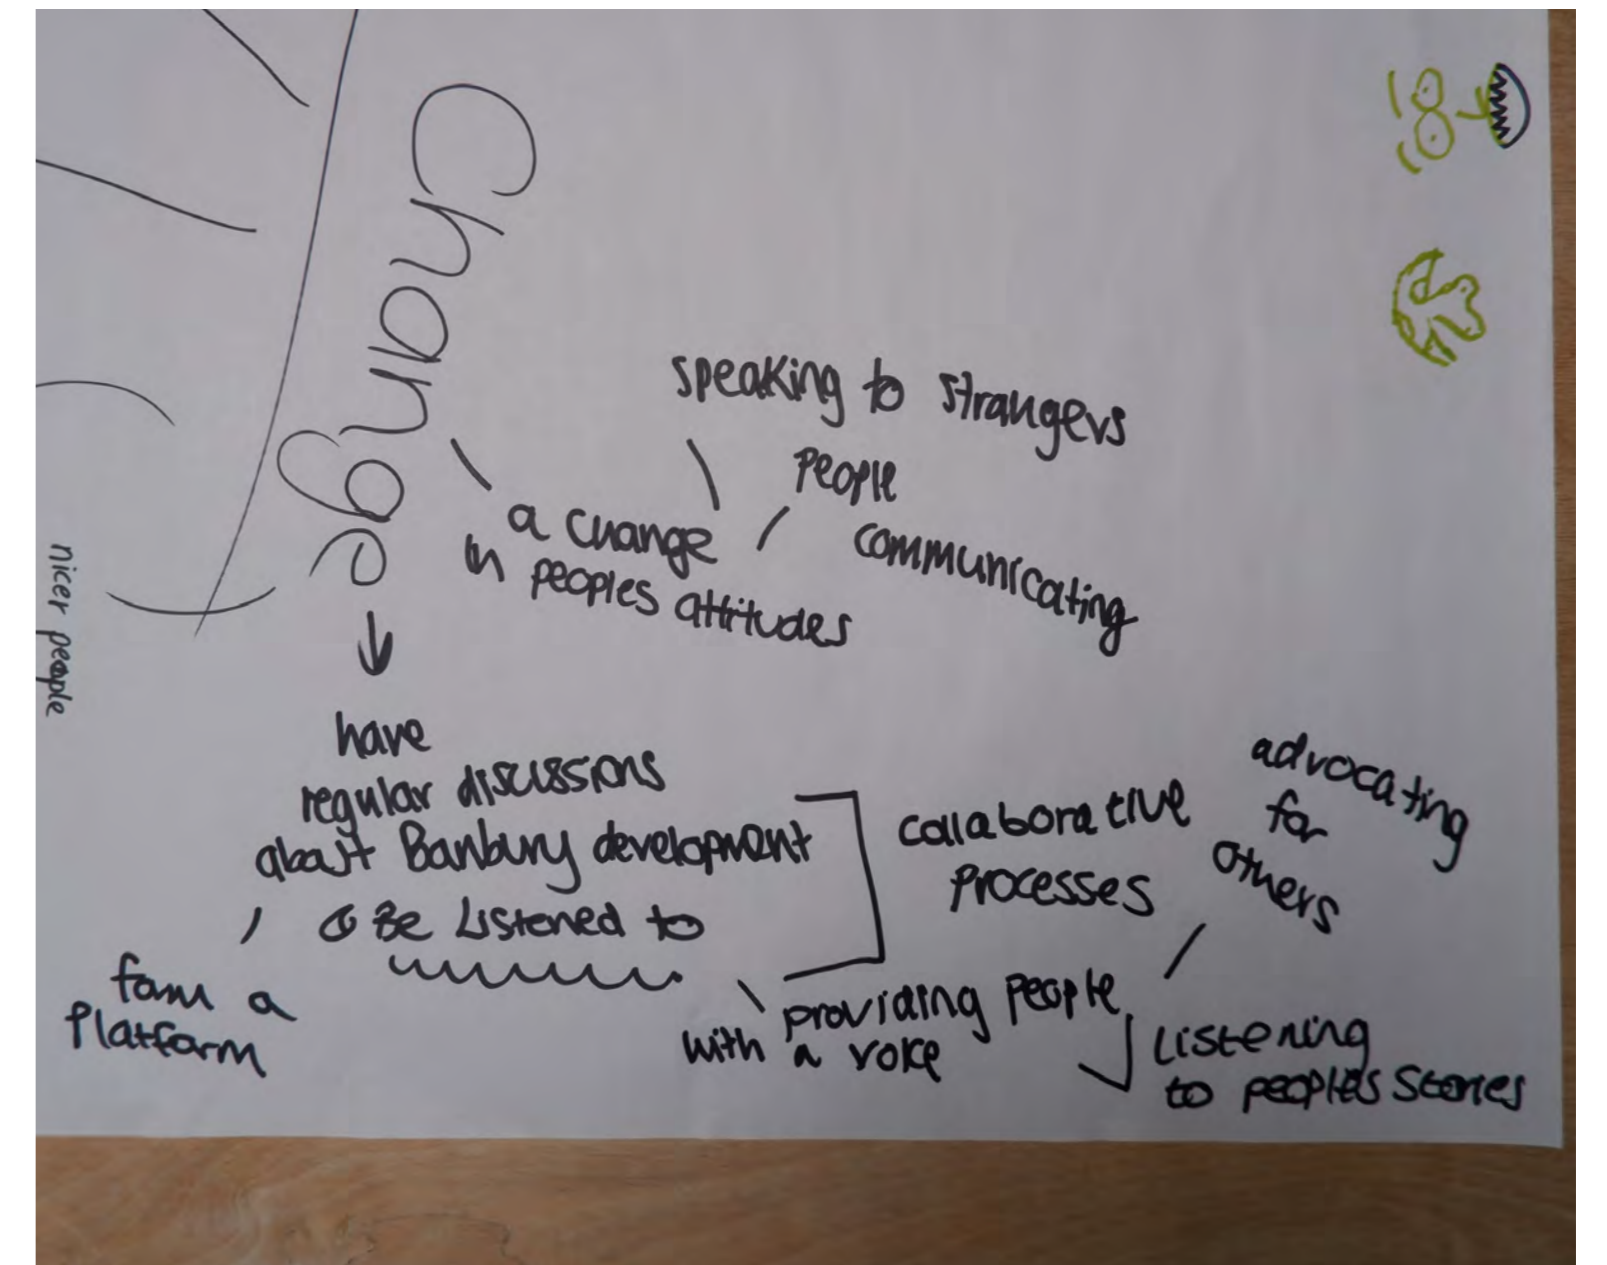 Change
speaking to strangers
people
communicating
a change
in peoples attitudes
nicer people
have
regular discussions
about Banbury development
& Be Listened to
form a
Platform
collaborative
processes
advocating
for
others
providing people
with a voice
Listening
to peoples stories